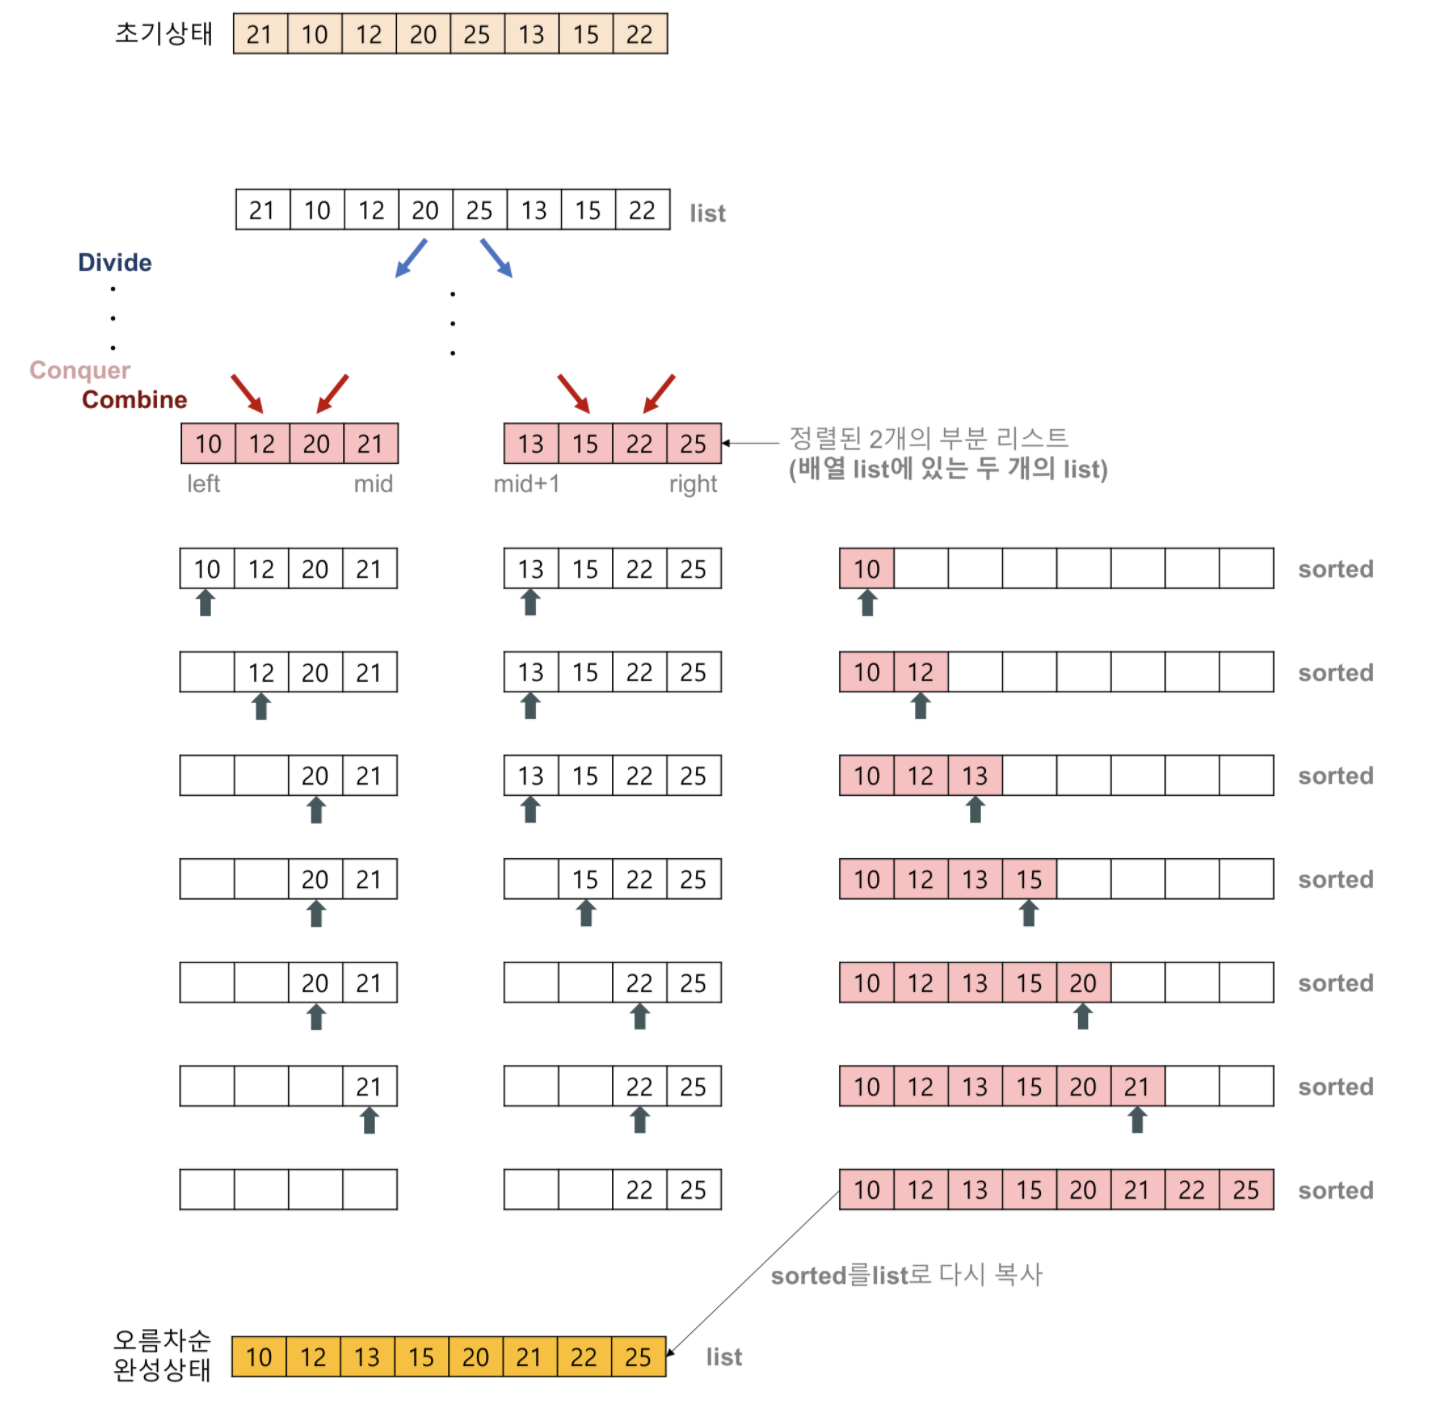 초기상태 21 10 12 20 25 13 15 22
21 10 12 20 25 13 15 22 list
Divide
Conquer
Combine
10 12 20 21 13 15 22 25 정렬된 2개의 부분 리스트
(배열 list에 있는 두 개의 list)
left mid mid+1 right
10 12 20 21 13 15 22 25 10 sorted
12 20 21 13 15 22 25 10 12 sorted
20 21 13 15 22 25 10 12 13 sorted
20 21 15 22 25 10 12 13 15 sorted
20 21 22 25 10 12 13 15 20 sorted
21 22 25 10 12 13 15 20 21 sorted
22 25 10 12 13 15 20 21 22 25 sorted
sorted를list로 다시 복사
오름차순
완성상태 10 12 13 15 20 21 22 25 list